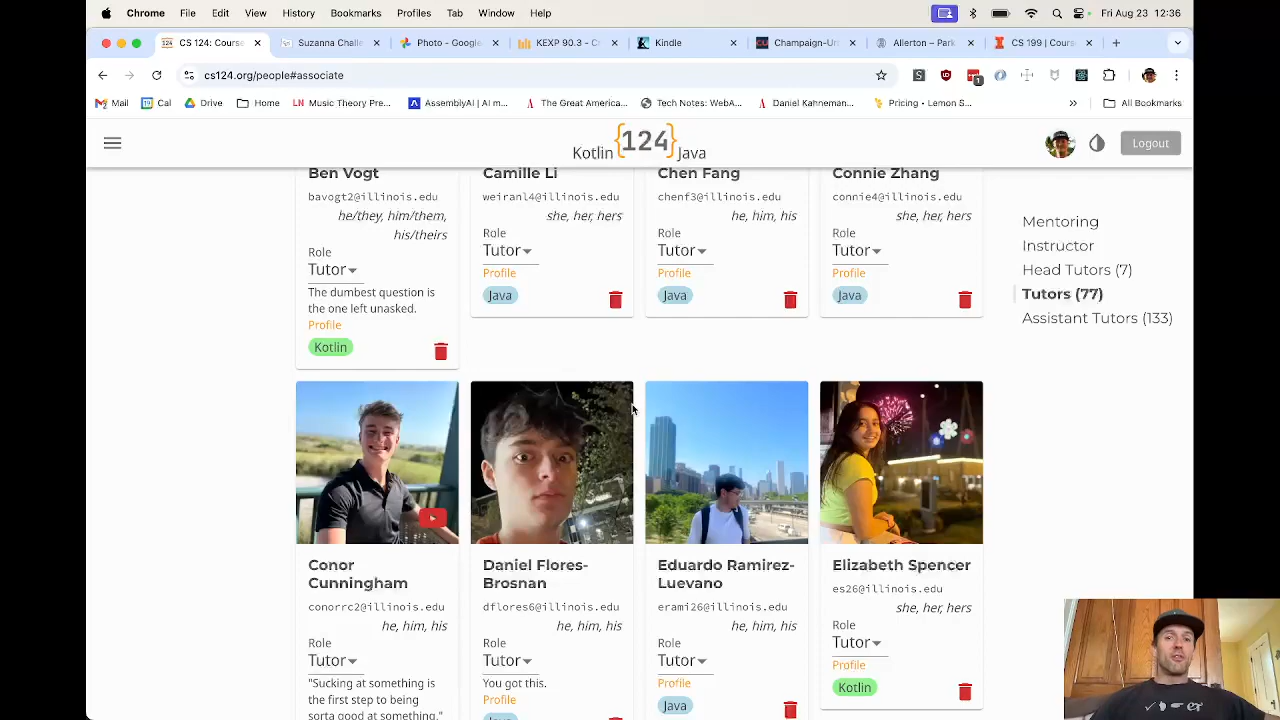 Chrome File Edit View History Bookmarks Profiles Tab Window Help Fri Aug 23 12:36
CS 124: Course Lizzaran Challe Photo - Google KEXP 90.3 - C Kindle Champaign-Ur Allerton – Park CS 199 | Cours
cs124.org/people#associate
Mail Cal Drive Home Music Theory Pre... AssemblyAI | AI m... The Great America... Tech Notes: WebA... Daniel Kahneman... Pricing - Lemon S... All Bookmarks
Kotlin {124} Java
Logout
Ben Vogt
bavogt2@illinois.edu
he/they, him/them,
his/theirs
Role
Tutor
The dumbest question is
the one left unasked.
Profile
Kotlin
Camille Li
weiranl4@illinois.edu
she, her, hers
Role
Tutor
Profile
Java
Chen Fang
chenf3@illinois.edu
he, him, his
Role
Tutor
Profile
Java
Connie Zhang
connie4@illinois.edu
she, her, hers
Role
Tutor
Profile
Java
Mentoring
Instructor
Head Tutors (7)
Tutors (77)
Assistant Tutors (133)
Conor
Cunningham
conorrc2@illinois.edu
he, him, his
Role
Tutor
"Sucking at something is
the first step to being
sorta good at something."
Daniel Flores-
Brosnan
dflores6@illinois.edu
he, him, his
Role
Tutor
You got this.
Profile
Eduardo Ramirez-
Luevano
erami26@illinois.edu
he, him, his
Role
Tutor
Profile
Java
Elizabeth Spencer
es26@illinois.edu
she, her, hers
Role
Tutor
Profile
Kotlin